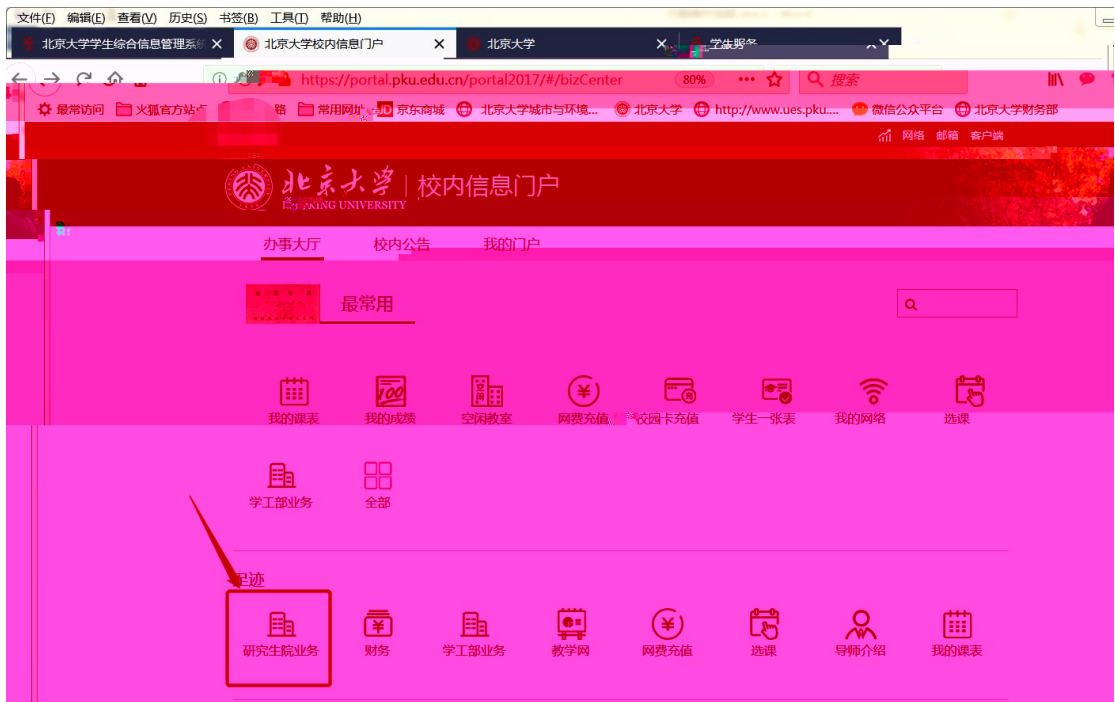 文件(F) 编辑(E) 查看(V) 历史(S) 书签(B) 工具(T) 帮助(H)
北京大学学生综合信息管理系统 × 北京大学校内信息门户 × 北京大学 ×
https://portal.pku.edu.cn/portal2017/#/bizCenter 80% 搜索
最常访问 火狐官方站点 常用网址 京东商城 北京大学城市与环境... 北京大学 http://www.ues.pku.... 微信公众平台 北京大学财务部
网络 邮箱 客户端
北京大学 校内信息门户
PEKING UNIVERSITY
办事大厅 校内公告 我的门户
最常用
我的课表 我的成绩 空闲教室 网费充值 校园卡充值 学生一张表 我的网络 选课
学工部业务 全部
足迹
研究生院业务 财务 学工部业务 教学网 网费充值 选课 导师介绍 我的课表